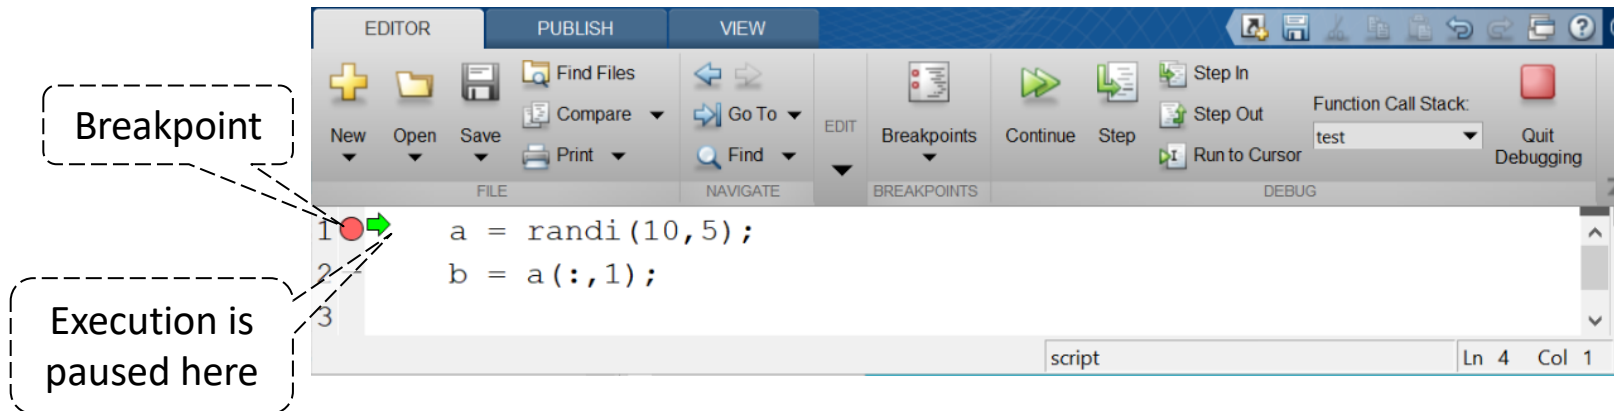 EDITOR PUBLISH VIEW
Breakpoint
New
Open
Save
Find Files
Compare
Print
FILE
Go To
Find
NAVIGATE
EDIT
Breakpoints
BREAKPOINTS
Continue
Step
Step In
Step Out
Run to Cursor
Function Call Stack:
test
Quit
Debugging
DEBUG
1 a = randi(10,5);
2 b = a(:,1);
3
Execution is
paused here
script Ln 4 Col 1